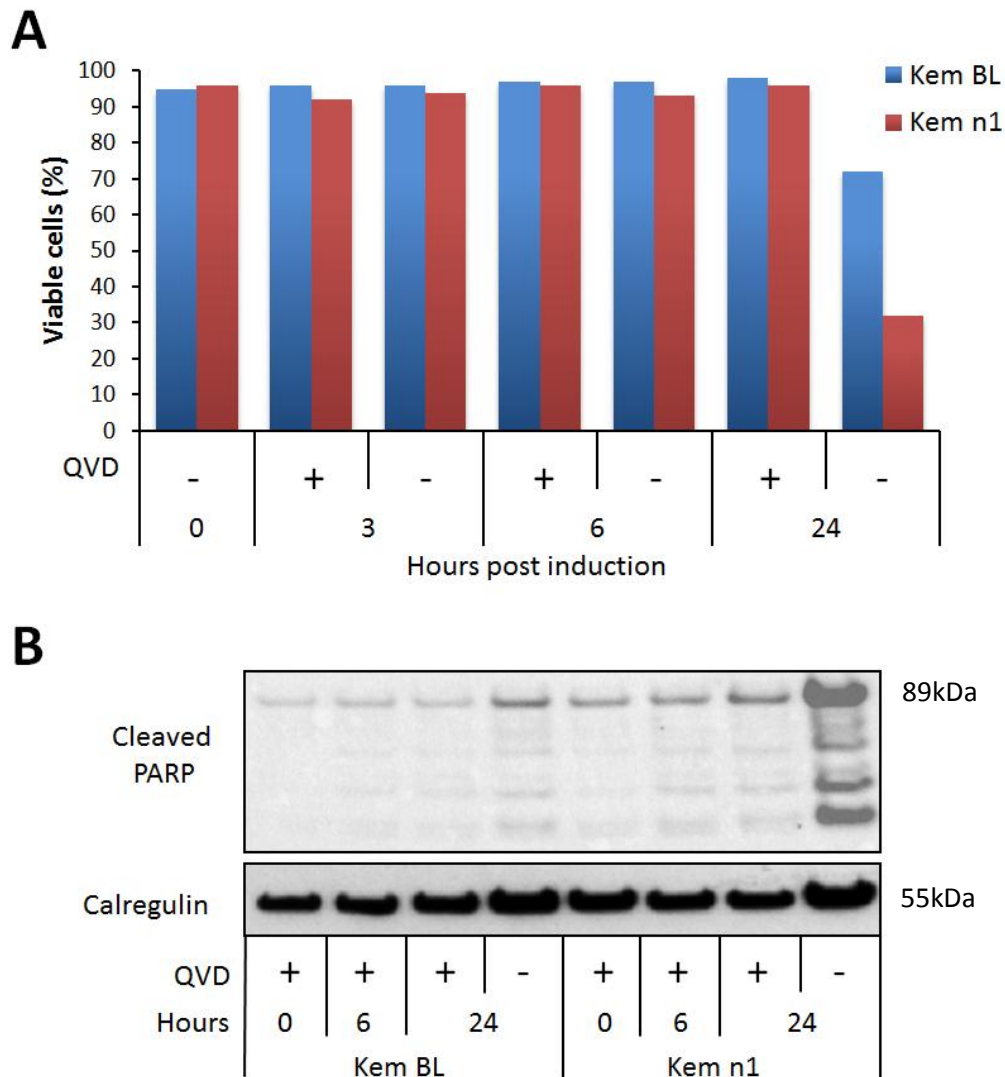 A
Kem BL
Kem n1
Viable cells (%)
100
90
80
70
60
50
40
30
20
10
0
QVD - + - + - + -
0 3 6 24
Hours post induction
B
Cleaved
PARP
89kDa
Calregulin
55kDa
QVD + + + - + + + -
Hours 0 6 24 0 6 24
Kem BL Kem n1